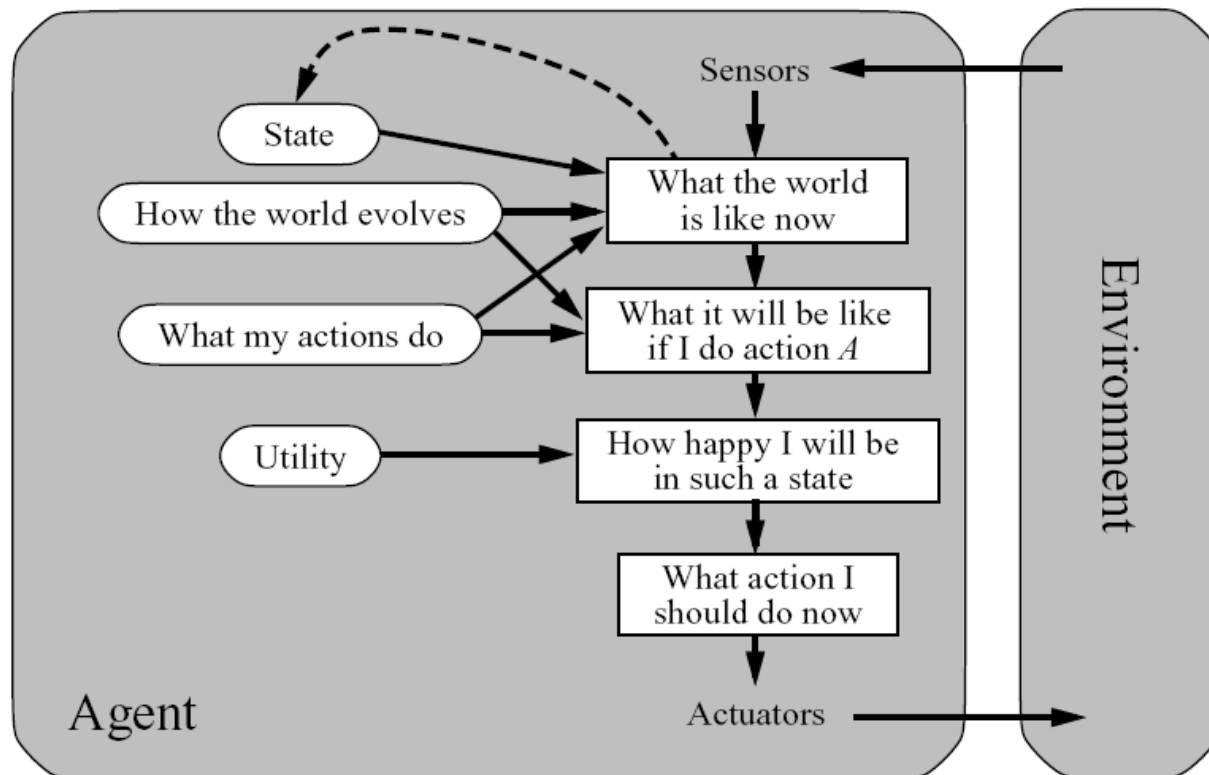 Sensors
State
What the world
is like now
How the world evolves
What my actions do
What it will be like
if I do action A
Utility
How happy I will be
in such a state
What action I
should do now
Agent
Actuators
Environment